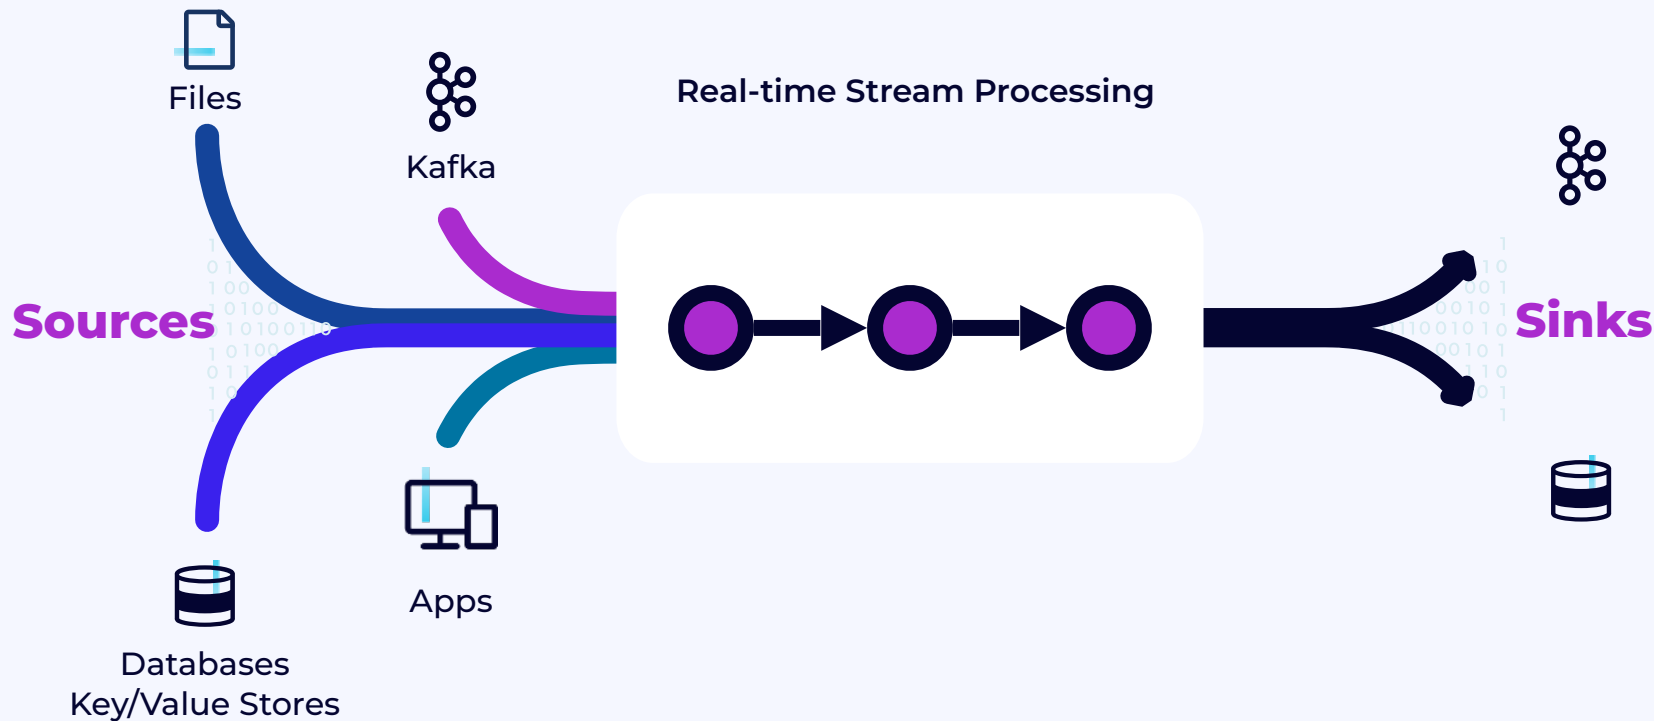 Files
Kafka
Real-time Stream Processing
Sources
Sinks
Apps
Databases
Key/Value Stores